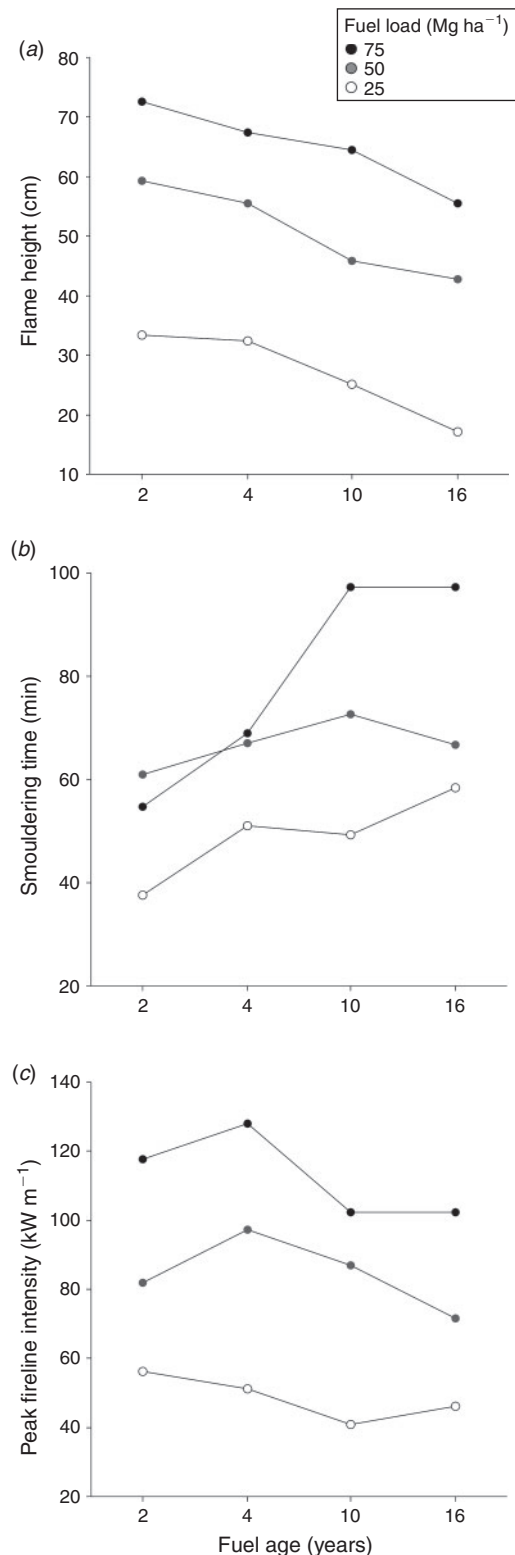 Fuel load (Mg ha−1)
75
50
25
(a)
80
70
60
50
40
30
20
10
Flame height (cm)
2 4 10 16
(b)
100
80
60
40
20
Smouldering time (min)
2 4 10 16
(c)
140
120
100
80
60
40
20
Peak fireline intensity (kW m−1)
2 4 10 16
Fuel age (years)